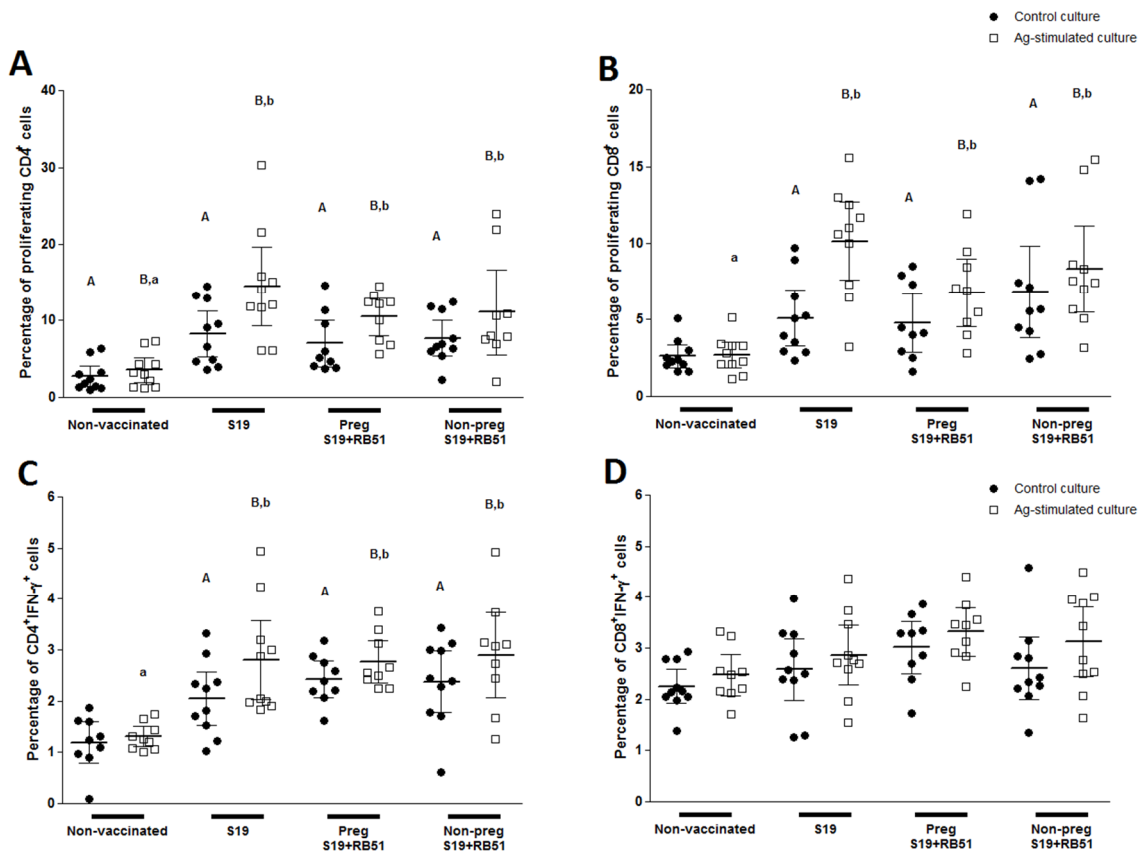 Control culture
Ag-stimulated culture
A
Percentage of proliferating CD4⁺ cells
40
30
20
10
0
A
B,a
A
B,b
A
B,b
A
B,b
Non-vaccinated
S19
Preg
S19+RB51
Non-preg
S19+RB51
B
Percentage of proliferating CD8⁺ cells
20
15
10
5
0
a
A
B,b
A
B,b
A
B,b
Non-vaccinated
S19
Preg
S19+RB51
Non-preg
S19+RB51
C
Percentage of CD4⁺IFN-γ⁺ cells
6
5
4
3
2
1
0
a
A
B,b
A
B,b
A
B,b
Non-vaccinated
S19
Preg
S19+RB51
Non-preg
S19+RB51
D
Control culture
Ag-stimulated culture
Percentage of CD8⁺IFN-γ⁺ cells
6
5
4
3
2
1
0
Non-vaccinated
S19
Preg
S19+RB51
Non-preg
S19+RB51